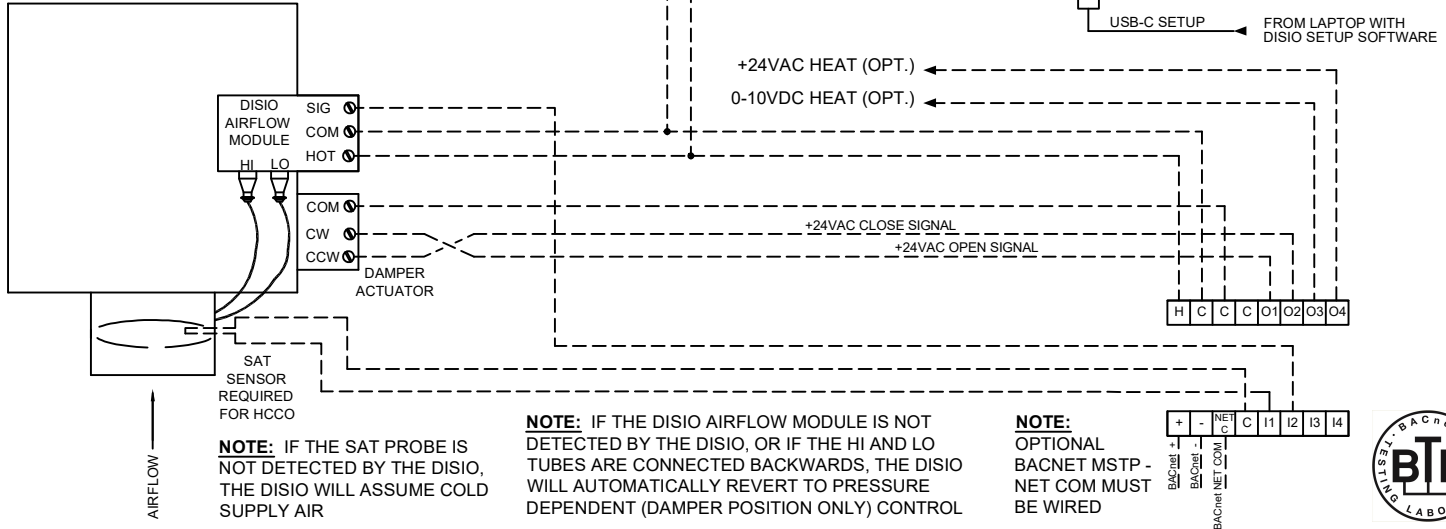 USB-C SETUP
FROM LAPTOP WITH
DISIO SETUP SOFTWARE
+24VAC HEAT (OPT.)
0-10VDC HEAT (OPT.)
DISIO
AIRFLOW
MODULE
HI LO
SIG
COM
HOT
COM
CW
CCW
DAMPER
ACTUATOR
+24VAC CLOSE SIGNAL
+24VAC OPEN SIGNAL
H C C C O1 O2 O3 O4
SAT
SENSOR
REQUIRED
FOR HCCO
AIRFLOW
NOTE: IF THE SAT PROBE IS
NOT DETECTED BY THE DISIO,
THE DISIO WILL ASSUME COLD
SUPPLY AIR
NOTE: IF THE DISIO AIRFLOW MODULE IS NOT
DETECTED BY THE DISIO, OR IF THE HI AND LO
TUBES ARE CONNECTED BACKWARDS, THE DISIO
WILL AUTOMATICALLY REVERT TO PRESSURE
DEPENDENT (DAMPER POSITION ONLY) CONTROL
NOTE:
OPTIONAL
BACNET MSTP -
NET COM MUST
BE WIRED
+ - NET C C I1 I2 I3 I4
BACnet +
BACnet -
BACnet NET COM
BACn
TESTING
LABO